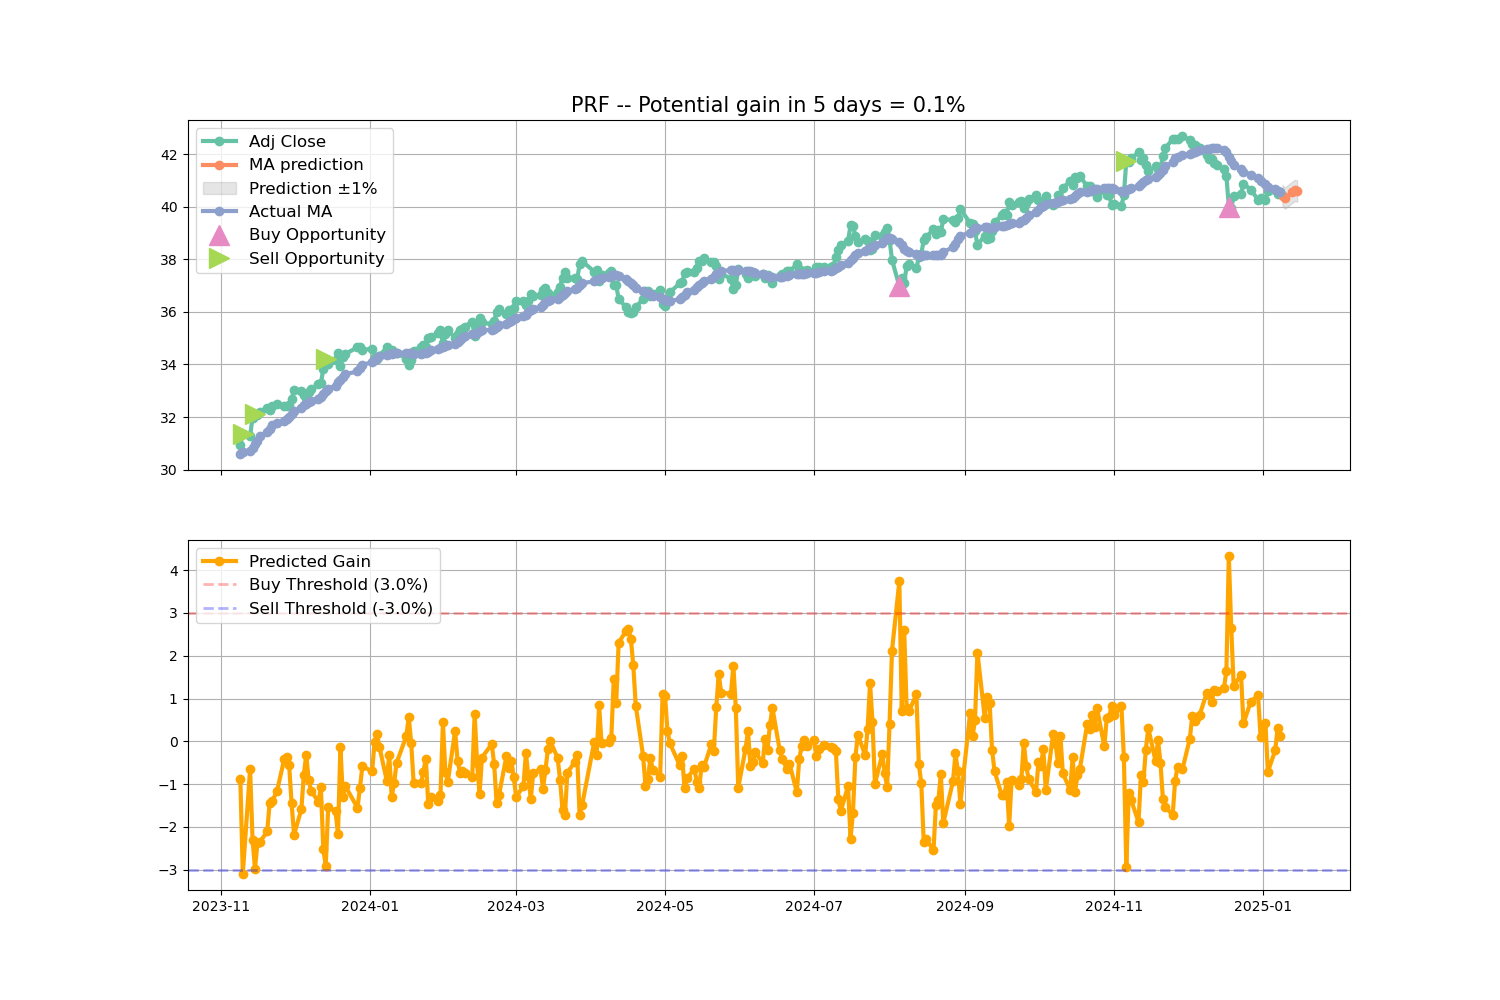 PRF -- Potential gain in 5 days = 0.1%
Adj Close
MA prediction
Prediction ±1%
Actual MA
Buy Opportunity
Sell Opportunity
42
40
38
36
34
32
30
Predicted Gain
Buy Threshold (3.0%)
Sell Threshold (-3.0%)
4
3
2
1
0
−1
−2
−3
2023-11 2024-01 2024-03 2024-05 2024-07 2024-09 2024-11 2025-01